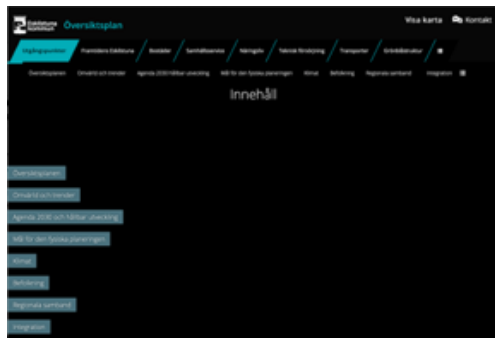 Eskilstuna kommun
Översiktsplan
Visa karta Kontakt
Utgångspunkter Framtidens Eskilstuna Bostäder Samhällsservice Näringsliv Teknisk försörjning Transporter Grönblåstruktur
Översiktsplanen Omvärld och trender Agenda 2030 och hållbar utveckling Mål för den fysiska planeringen Klimat Befolkning Regionala samband Integration
Innehåll
Översiktsplanen
Omvärld och trender
Agenda 2030 och hållbar utveckling
Mål för den fysiska planeringen
Klimat
Befolkning
Regionala samband
Integration